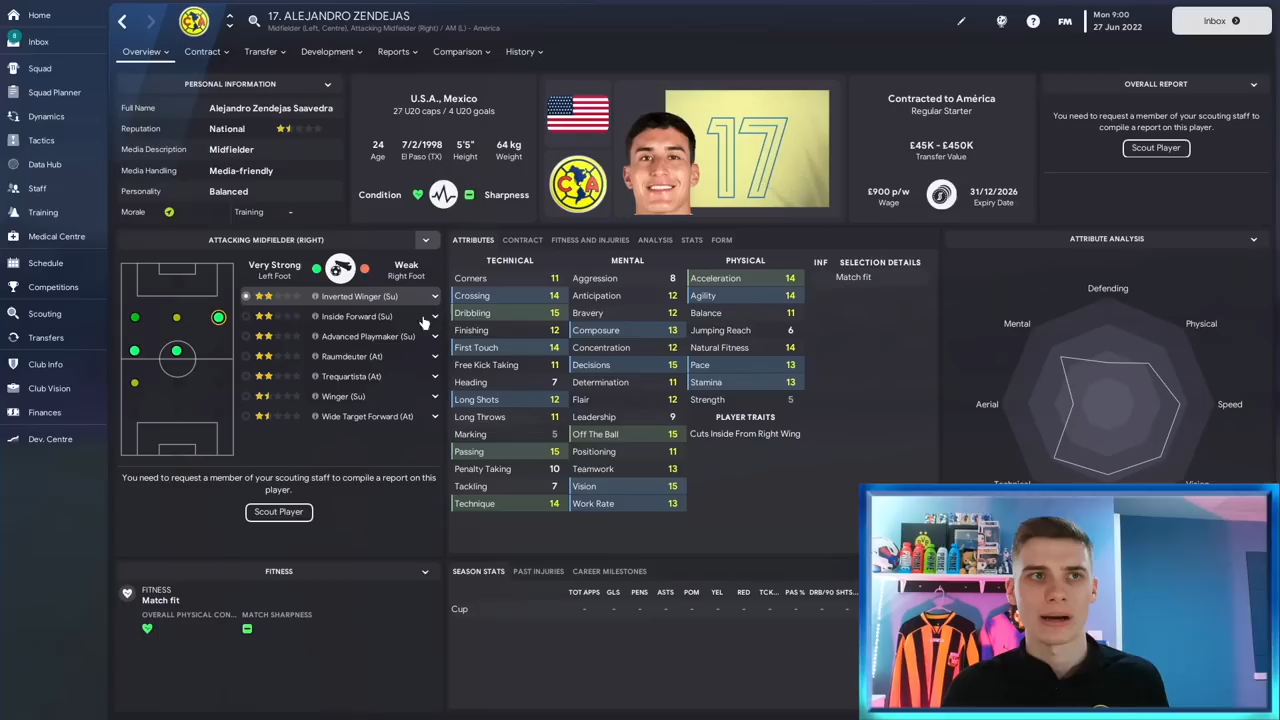 Home
17. ALEJANDRO ZENDEJAS
Midfielder (Left, Centre), Attacking Midfielder (Right) / AM (L) - América
FM
Mon 9:00
27 Jun 2022
Inbox
8
Inbox
Squad
Squad Planner
Dynamics
Tactics
Data Hub
Staff
Training
Medical Centre
Schedule
Competitions
Scouting
Transfers
Club Info
Club Vision
Finances
Dev. Centre
Overview Contract Transfer Development Reports Comparison History
PERSONAL INFORMATION
Full Name Alejandro Zendejas Saavedra
Reputation National
Media Description Midfielder
Media Handling Media-friendly
Personality Balanced
Morale Training -
U.S.A., Mexico
27 U20 caps / 4 U20 goals
24 7/2/1998 5'5" 64 kg
Age El Paso (TX) Height Weight
Condition Sharpness
17
Contracted to América
Regular Starter
£45K - £450K
Transfer Value
£900 p/w 31/12/2026
Wage Expiry Date
OVERALL REPORT
You need to request a member of your scouting staff to
compile a report on this player.
Scout Player
ATTACKING MIDFIELDER (RIGHT)
Very Strong Weak
Left Foot Right Foot
Inverted Winger (Su)
Inside Forward (Su)
Advanced Playmaker (Su)
Raumdeuter (At)
Trequartista (At)
Winger (Su)
Wide Target Forward (At)
You need to request a member of your scouting staff to compile a report on this
player.
Scout Player
ATTRIBUTES CONTRACT FITNESS AND INJURIES ANALYSIS STATS FORM
TECHNICAL
Corners 11
Crossing 14
Dribbling 15
Finishing 12
First Touch 14
Free Kick Taking 11
Heading 7
Long Shots 12
Long Throws 11
Marking 5
Passing 15
Penalty Taking 10
Tackling 7
Technique 14
MENTAL
Aggression 8
Anticipation 12
Bravery 12
Composure 13
Concentration 12
Decisions 15
Determination 11
Flair 12
Leadership 9
Off The Ball 15
Positioning 11
Teamwork 13
Vision 15
Work Rate 13
PHYSICAL
Acceleration 14
Agility 14
Balance 11
Jumping Reach 6
Natural Fitness 14
Pace 13
Stamina 13
Strength 5
PLAYER TRAITS
Cuts Inside From Right Wing
INF SELECTION DETAILS
Match fit
ATTRIBUTE ANALYSIS
Defending
Mental Physical
Aerial Speed
FITNESS
FITNESS
Match fit
OVERALL PHYSICAL CON... MATCH SHARPNESS
SEASON STATS PAST INJURIES CAREER MILESTONES
TOT APPS GLS PENS ASTS POM YEL RED TCK... PAS % DRB/90 SHTS...
Cup - - - - - - - - - - -